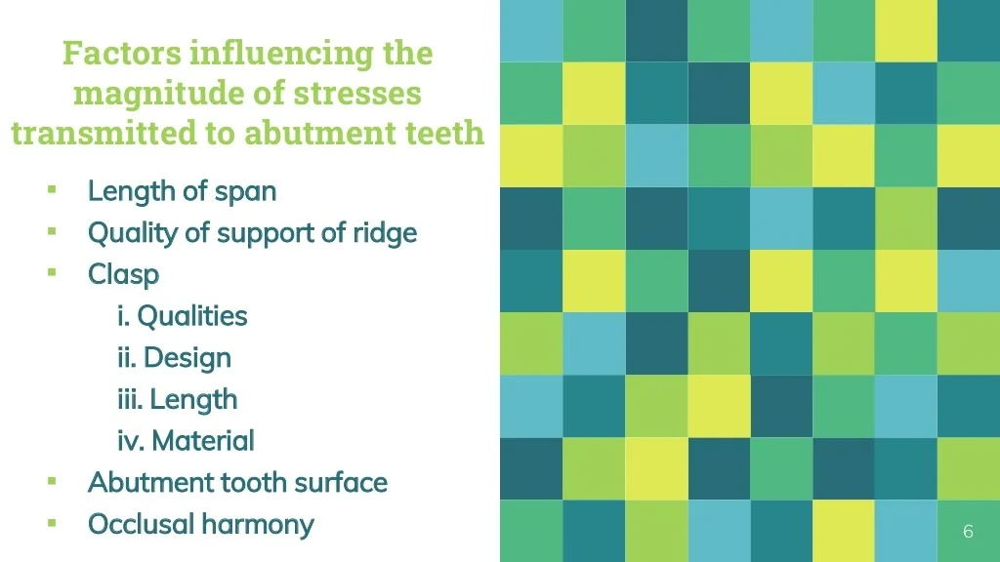 Factors influencing the
magnitude of stresses
transmitted to abutment teeth
▪ Length of span
▪ Quality of support of ridge
▪ Clasp
i. Qualities
ii. Design
iii. Length
iv. Material
▪ Abutment tooth surface
▪ Occlusal harmony
6